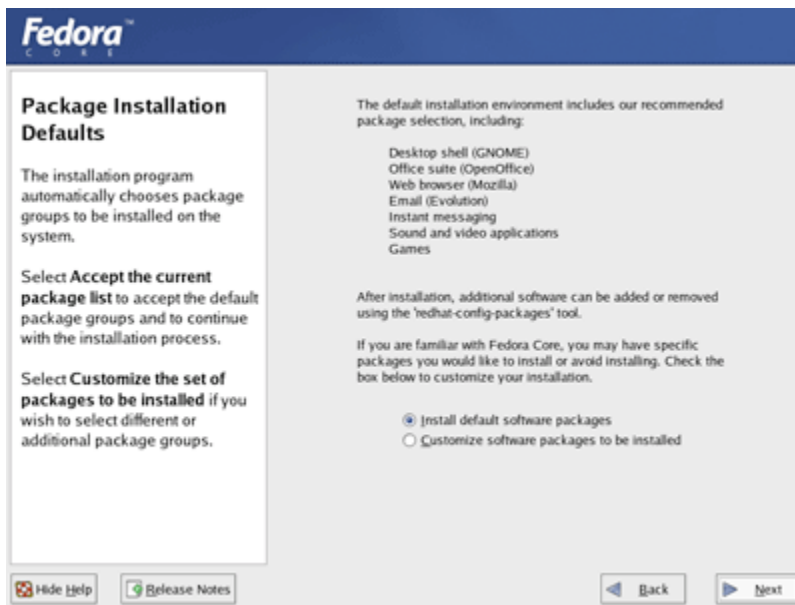 Fedora™
CORE
Package Installation
Defaults
The installation program
automatically chooses package
groups to be installed on the
system.
Select Accept the current
package list to accept the default
package groups and to continue
with the installation process.
Select Customize the set of
packages to be installed if you
wish to select different or
additional package groups.
The default installation environment includes our recommended
package selection, including:
Desktop shell (GNOME)
Office suite (OpenOffice)
Web browser (Mozilla)
Email (Evolution)
Instant messaging
Sound and video applications
Games
After installation, additional software can be added or removed
using the 'redhat-config-packages' tool.
If you are familiar with Fedora Core, you may have specific
packages you would like to install or avoid installing. Check the
box below to customize your installation.
Install default software packages
Customize software packages to be installed
Hide Help
Release Notes
Back
Next